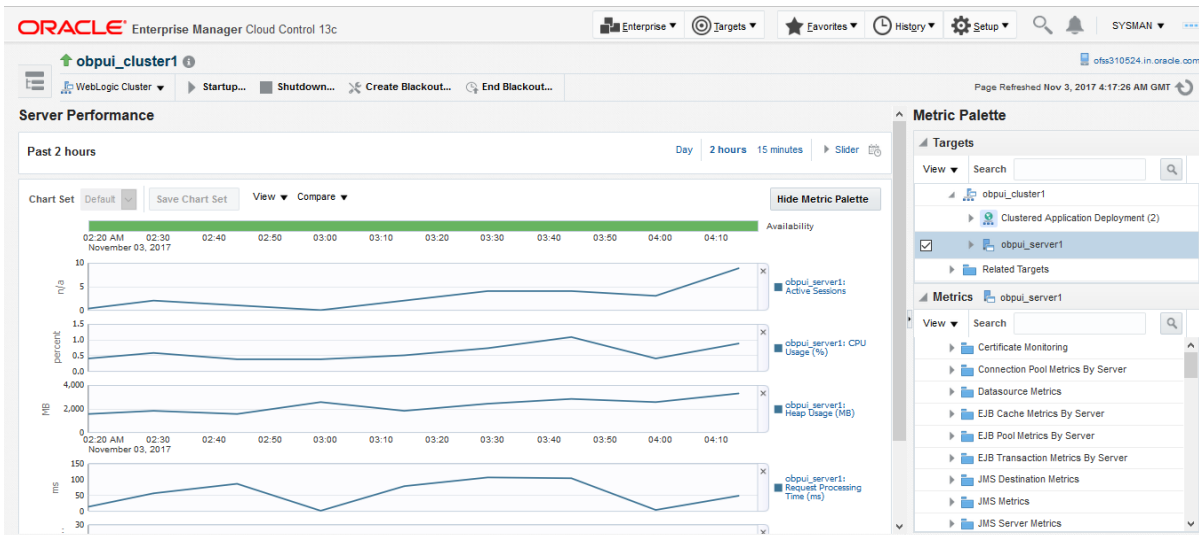 ORACLE Enterprise Manager Cloud Control 13c
Enterprise Targets Favorites History Setup SYSMAN
obpui_cluster1
ofss310524.in.oracle.com
WebLogic Cluster Startup... Shutdown... Create Blackout... End Blackout...
Page Refreshed Nov 3, 2017 4:17:26 AM GMT
Server Performance
Past 2 hours
Day 2 hours 15 minutes Slider
Chart Set Default Save Chart Set View Compare Hide Metric Palette
Availability
02:20 AM 02:30 02:40 02:50 03:00 03:10 03:20 03:30 03:40 03:50 04:00 04:10
November 03, 2017
10
5
0
n/a
obpui_server1:
Active Sessions
1.5
1.0
0.5
0.0
percent
obpui_server1: CPU
Usage (%)
4,000
2,000
0
MB
obpui_server1:
Heap Usage (MB)
02:20 AM 02:30 02:40 02:50 03:00 03:10 03:20 03:30 03:40 03:50 04:00 04:10
November 03, 2017
150
100
50
0
ms
obpui_server1:
Request Processing
Time (ms)
30
Metric Palette
Targets
View Search
obpui_cluster1
Clustered Application Deployment (2)
obpui_server1
Related Targets
Metrics obpui_server1
View Search
Certificate Monitoring
Connection Pool Metrics By Server
Datasource Metrics
EJB Cache Metrics By Server
EJB Pool Metrics By Server
EJB Transaction Metrics By Server
JMS Destination Metrics
JMS Metrics
JMS Server Metrics